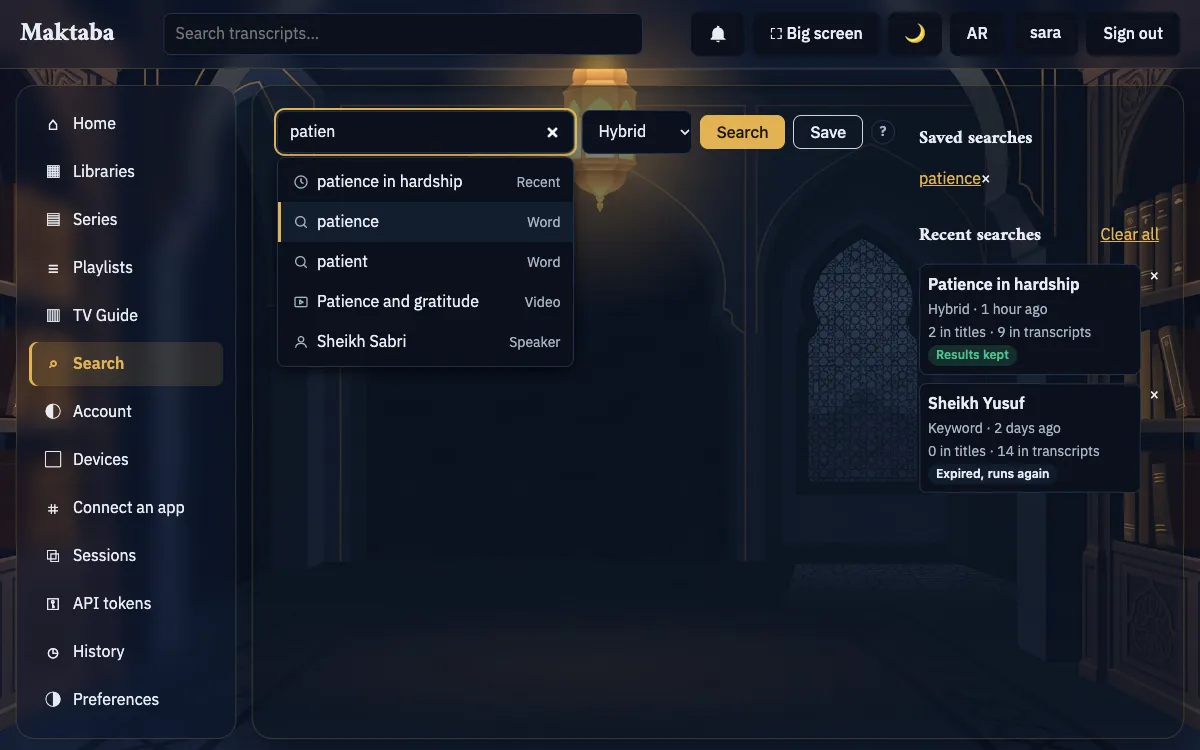 Maktaba
Search transcripts...
Big screen
AR
sara
Sign out
Home
Libraries
Series
Playlists
TV Guide
Search
Account
Devices
Connect an app
Sessions
API tokens
History
Preferences
patien
Hybrid
Search
Save
?
patience in hardship Recent
patience Word
patient Word
Patience and gratitude Video
Sheikh Sabri Speaker
Saved searches
patience×
Recent searches Clear all
Patience in hardship ×
Hybrid · 1 hour ago
2 in titles · 9 in transcripts
Results kept
Sheikh Yusuf ×
Keyword · 2 days ago
0 in titles · 14 in transcripts
Expired, runs again